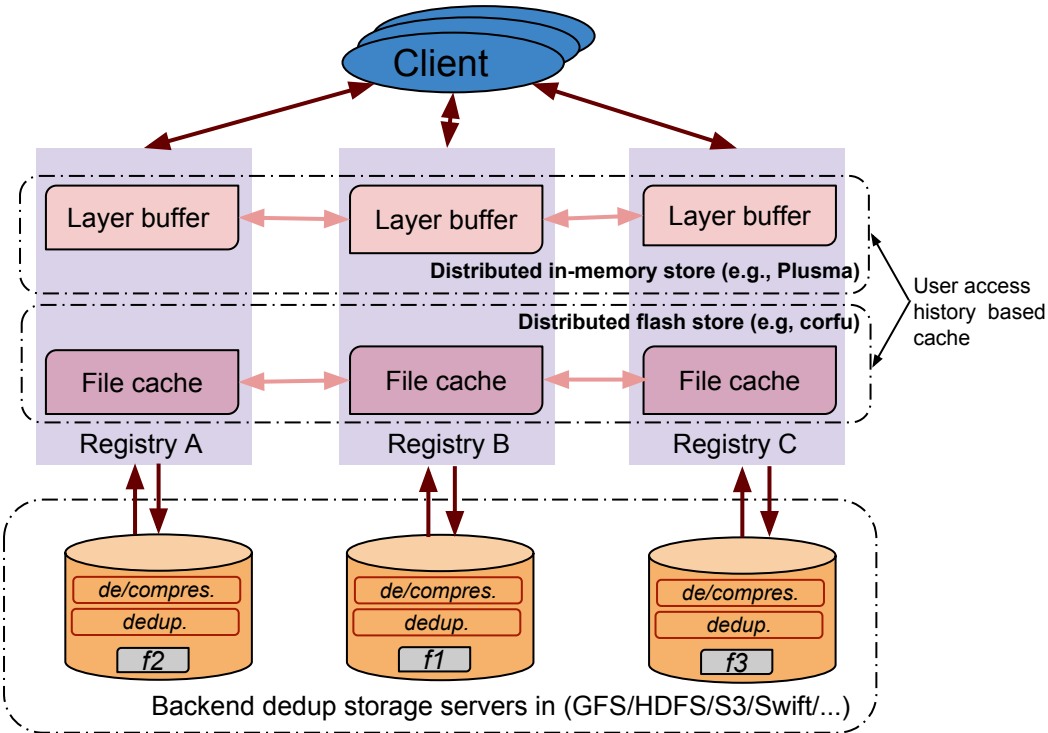 Client
Layer buffer
Layer buffer
Layer buffer
Distributed in-memory store (e.g., Plusma)
User access
history based
cache
Distributed flash store (e.g, corfu)
File cache
File cache
File cache
Registry A
Registry B
Registry C
de/compres.
dedup.
f2
de/compres.
dedup.
f1
de/compres.
dedup.
f3
Backend dedup storage servers in (GFS/HDFS/S3/Swift/...)